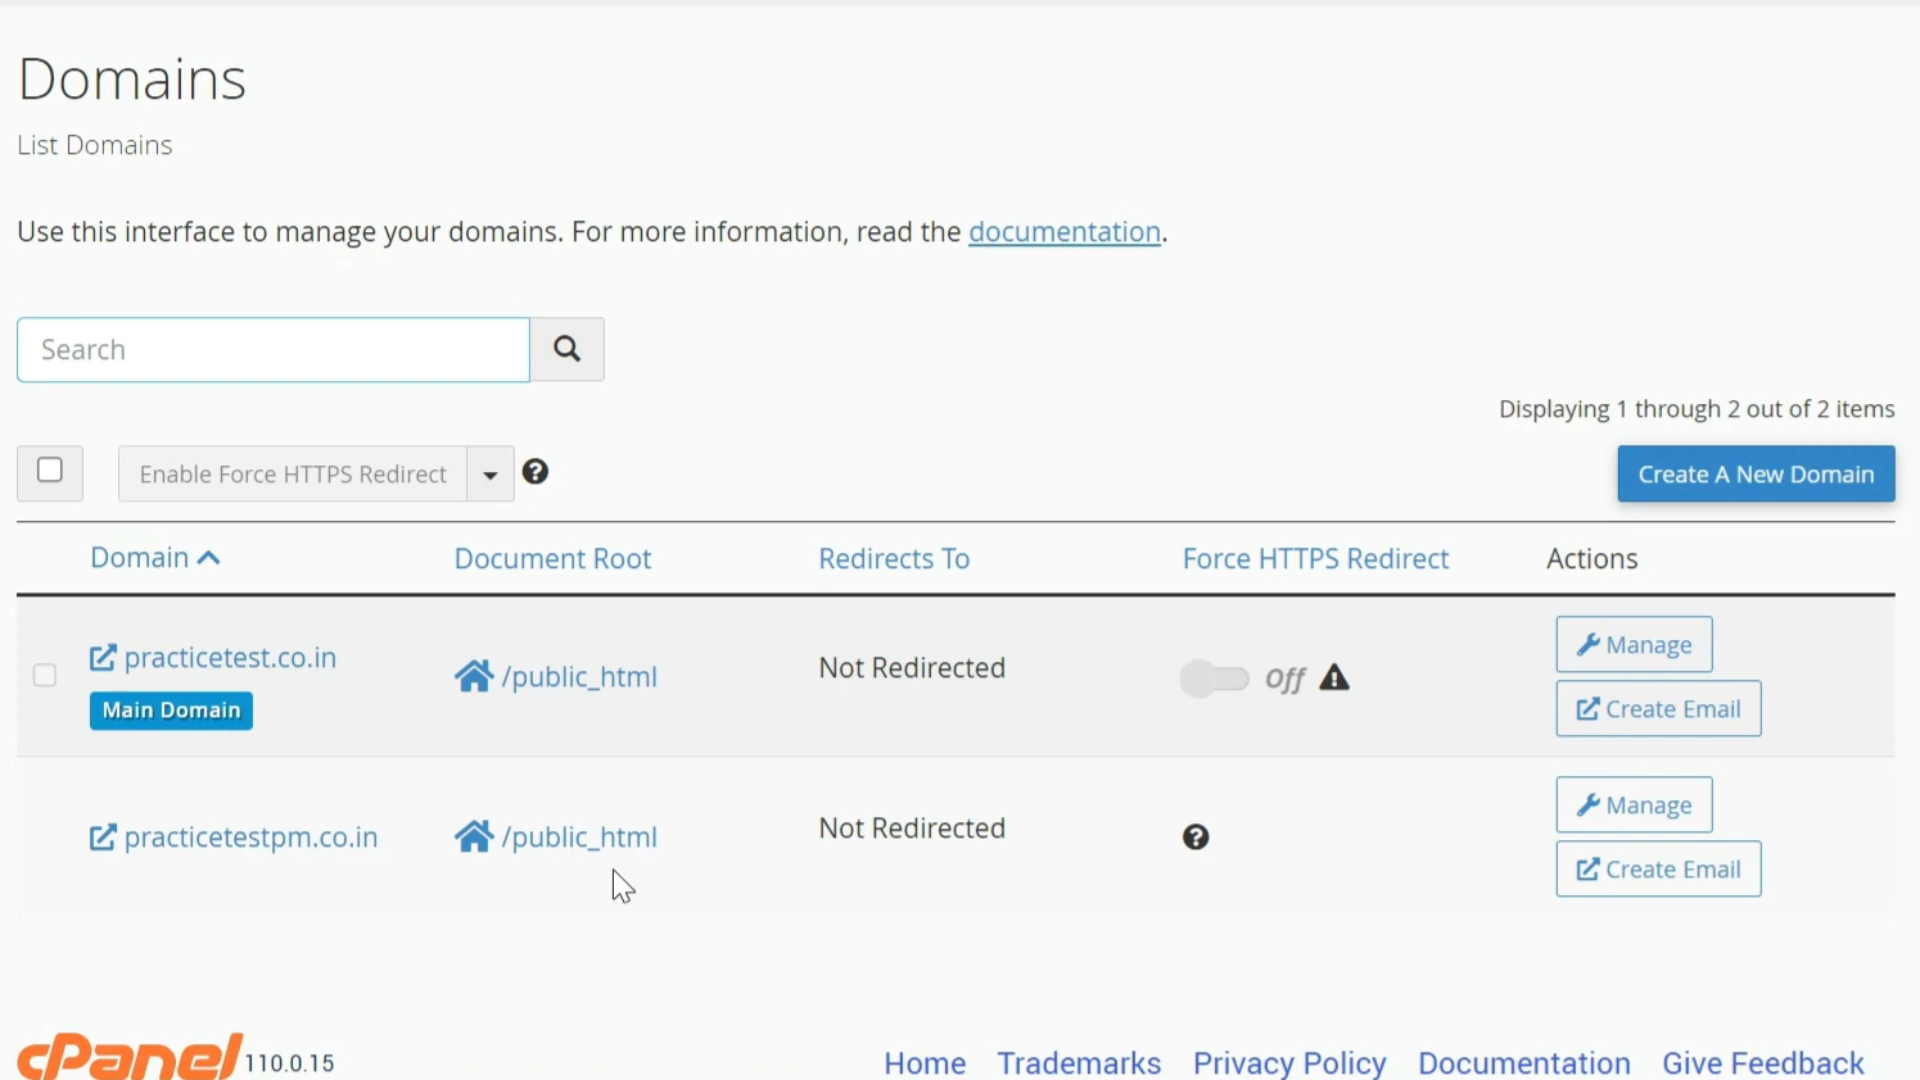 Domains
List Domains
Use this interface to manage your domains. For more information, read the documentation.
Search
Displaying 1 through 2 out of 2 items
Enable Force HTTPS Redirect
Create A New Domain
Domain Document Root Redirects To Force HTTPS Redirect Actions
practicetest.co.in /public_html Not Redirected Off Manage
Main Domain Create Email
practicetestpm.co.in /public_html Not Redirected Manage
Create Email
cPanel 110.0.15 Home Trademarks Privacy Policy Documentation Give Feedback